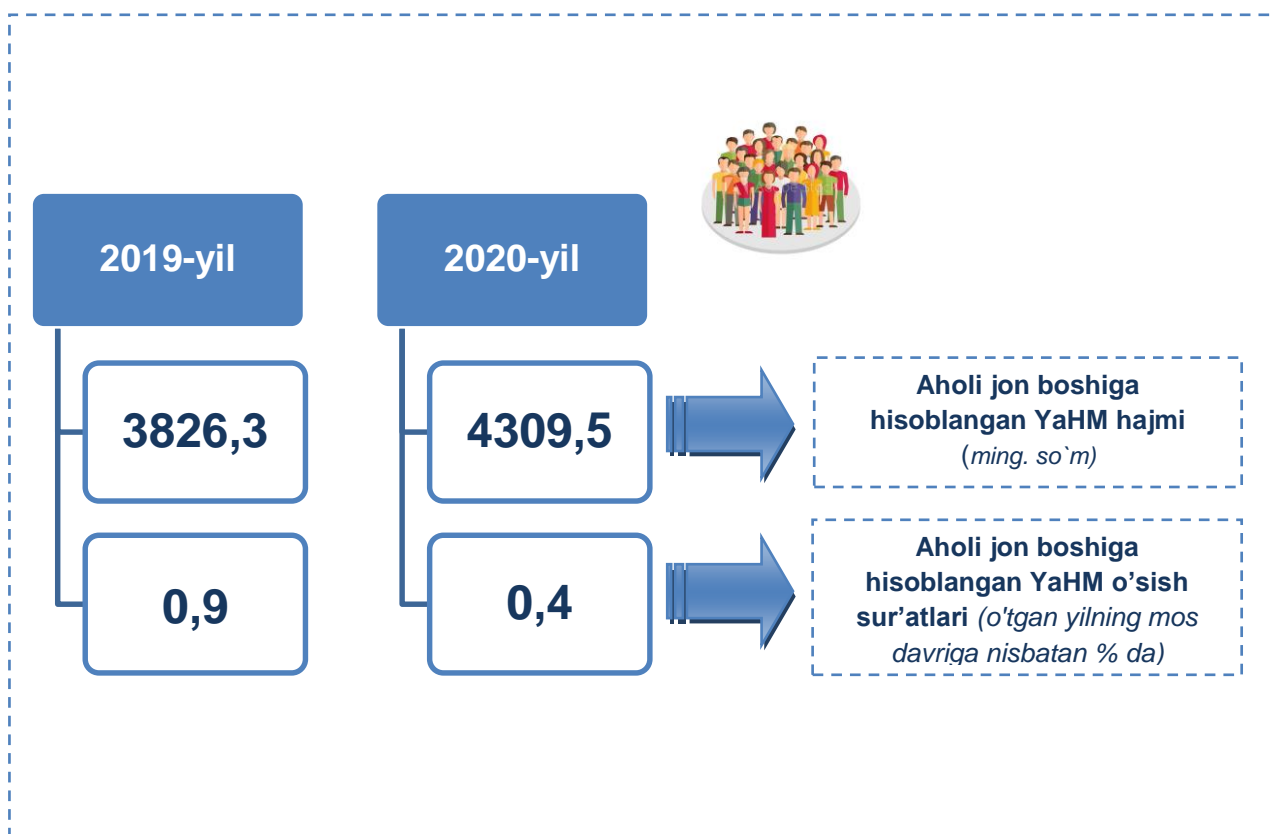 2019-yil
2020-yil
3826,3
4309,5
Aholi jon boshiga
hisoblangan YaHM hajmi
(ming. so`m)
0,9
0,4
Aholi jon boshiga
hisoblangan YaHM o’sish
sur’atlari (o'tgan yilning mos
davriga nisbatan % da)